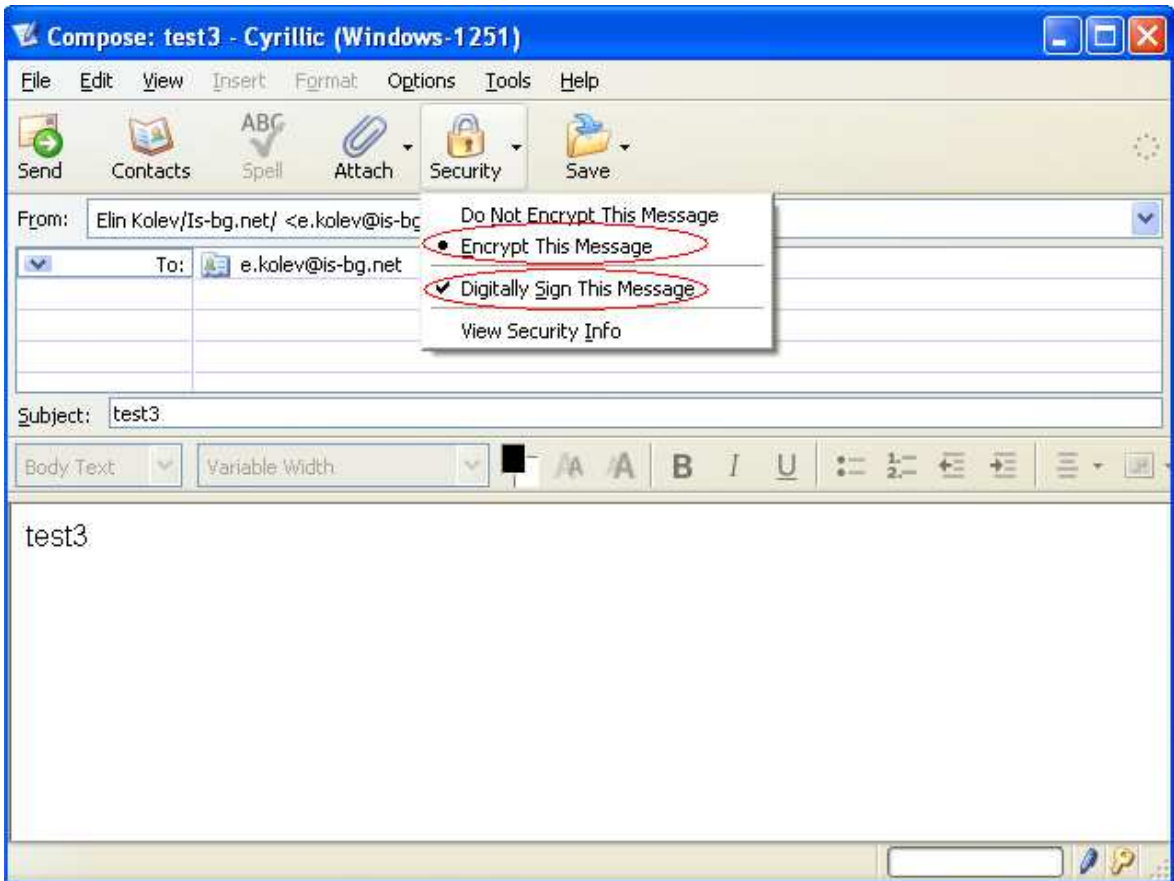 Compose: test3 - Cyrillic (Windows-1251)
File Edit View Insert Format Options Tools Help
ABC
Send Contacts Spell Attach Security Save
From: Elin Kolev/Is-bg.net/ <e.kolev@is-bg
Do Not Encrypt This Message
Encrypt This Message
To: e.kolev@is-bg.net
Digitally Sign This Message
View Security Info
Subject: test3
Body Text Variable Width A A A A B I U
test3